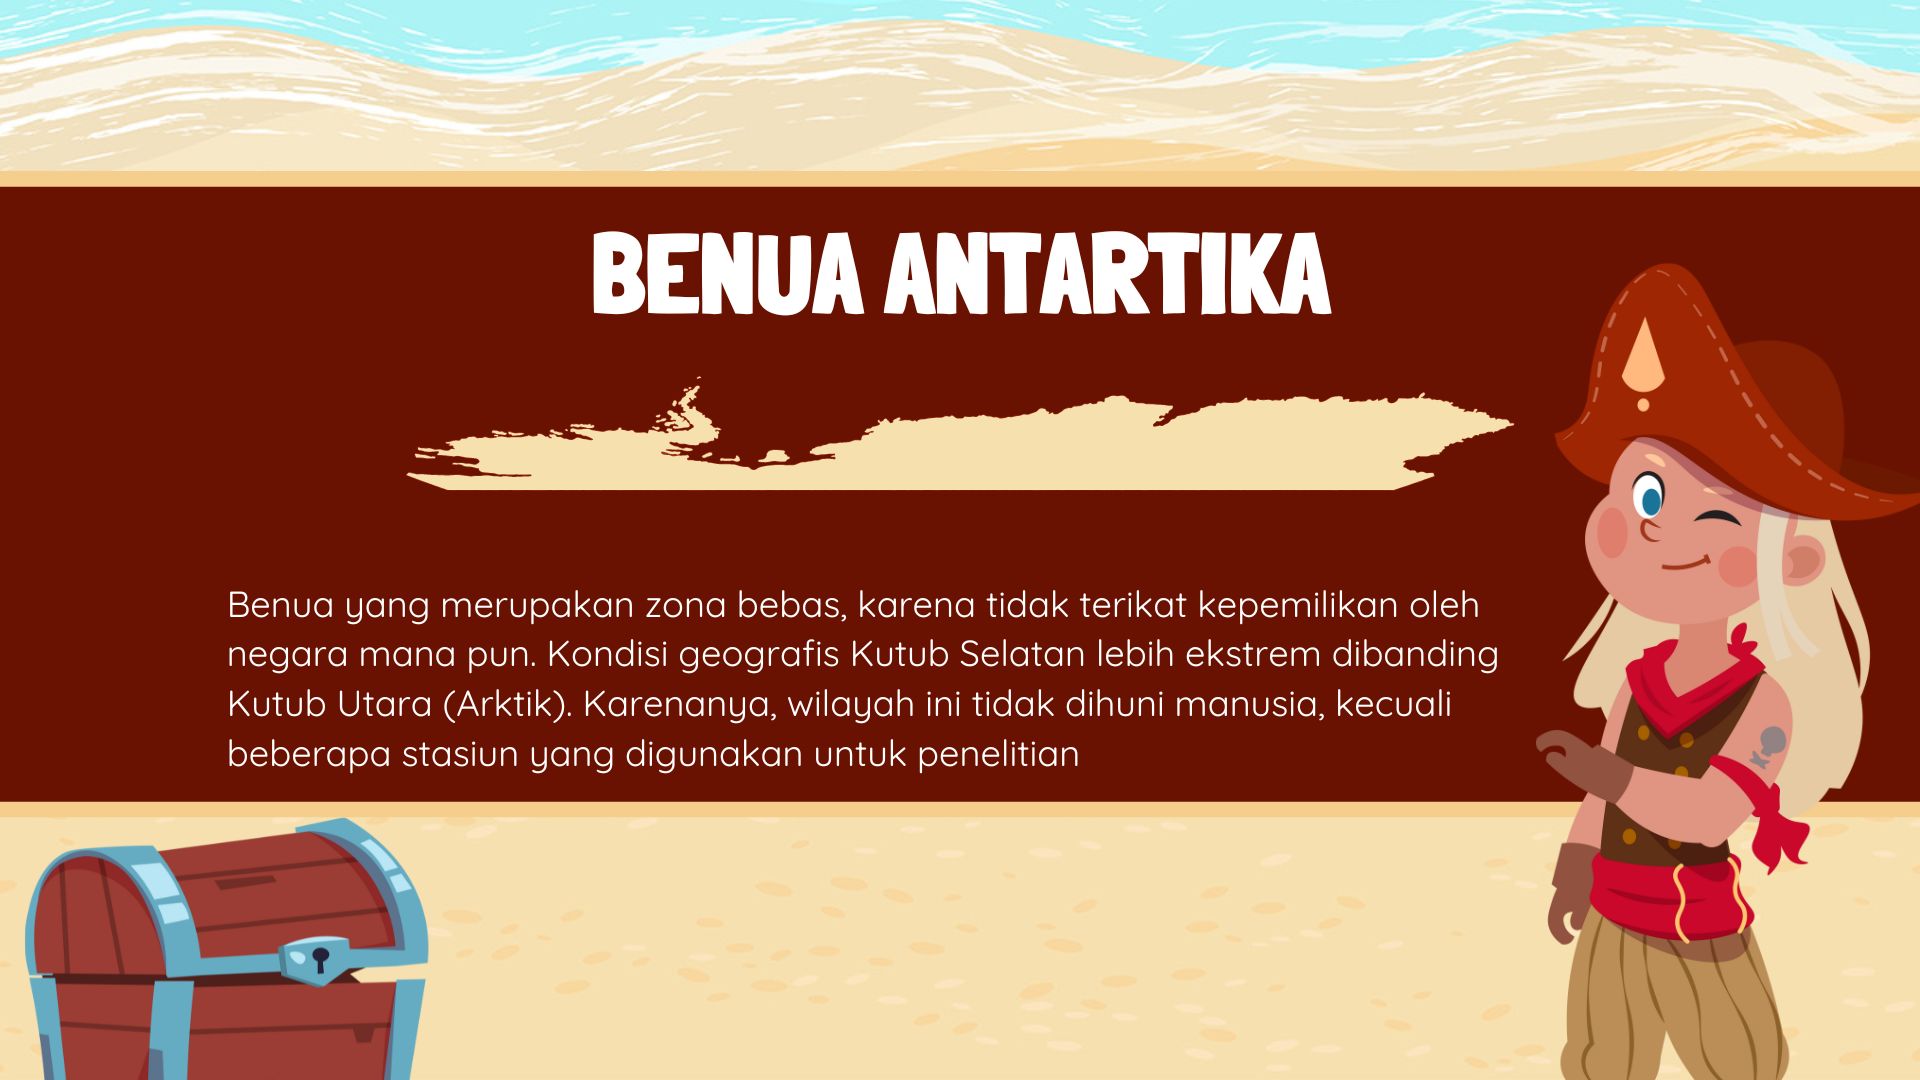 BENUA ANTARTIKA
Benua yang merupakan zona bebas, karena tidak terikat kepemilikan oleh
negara mana pun. Kondisi geografis Kutub Selatan lebih ekstrem dibanding
Kutub Utara (Arktik). Karenanya, wilayah ini tidak dihuni manusia, kecuali
beberapa stasiun yang digunakan untuk penelitian